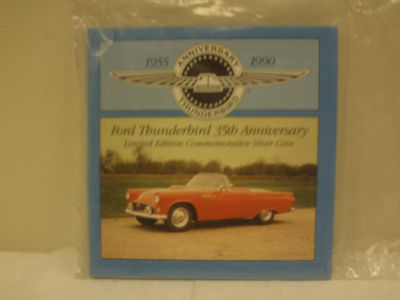 1955 1990
ANNIVERSARY
THUNDERBIRD
Ford Thunderbird 35th Anniversary
Limited Edition Commemorative Silver Coin